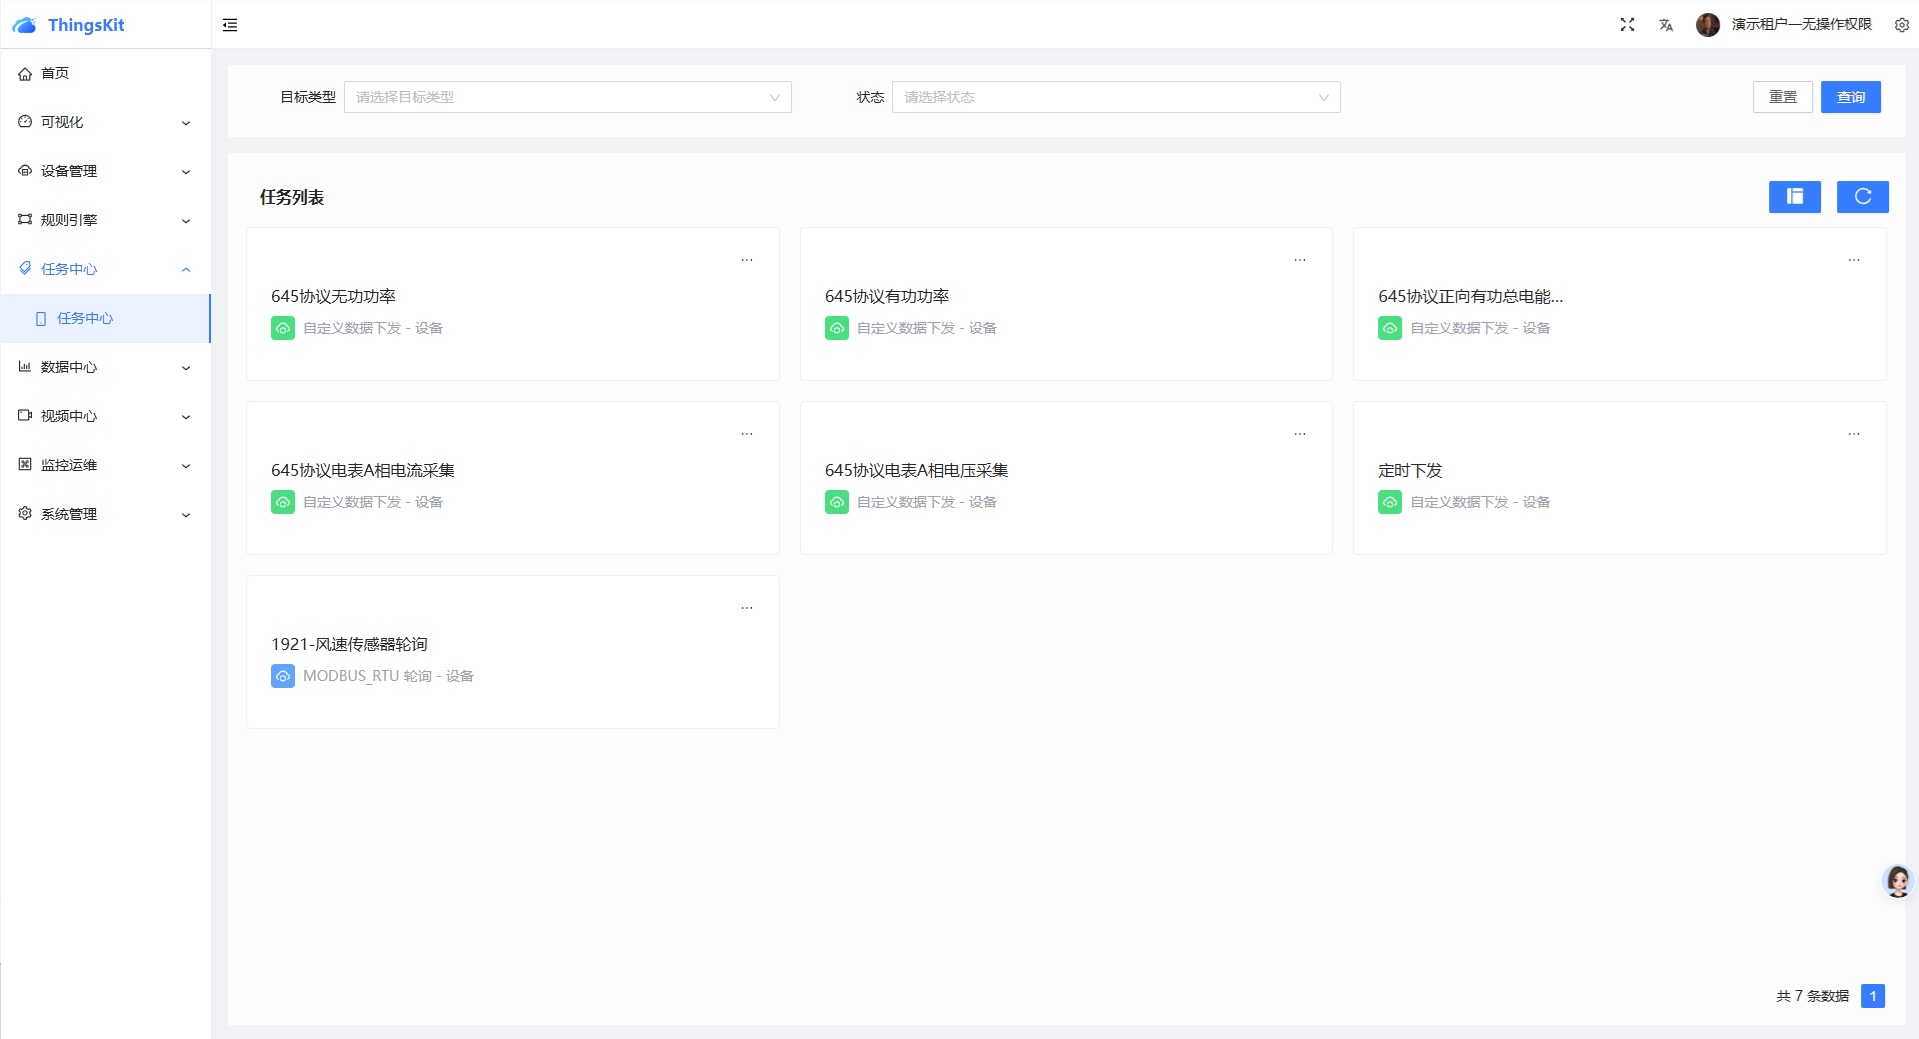 ThingsKit
演示租户—无操作权限
首页
可视化
设备管理
规则引擎
任务中心
任务中心
数据中心
视频中心
监控运维
系统管理
目标类型 请选择目标类型 状态 请选择状态 重置 查询
任务列表
...
645协议无功功率
自定义数据下发 - 设备
...
645协议有功功率
自定义数据下发 - 设备
...
645协议正向有功总电能...
自定义数据下发 - 设备
...
645协议电表A相电流采集
自定义数据下发 - 设备
...
645协议电表A相电压采集
自定义数据下发 - 设备
...
定时下发
自定义数据下发 - 设备
...
1921-风速传感器轮询
MODBUS_RTU 轮询 - 设备
共 7 条数据 1